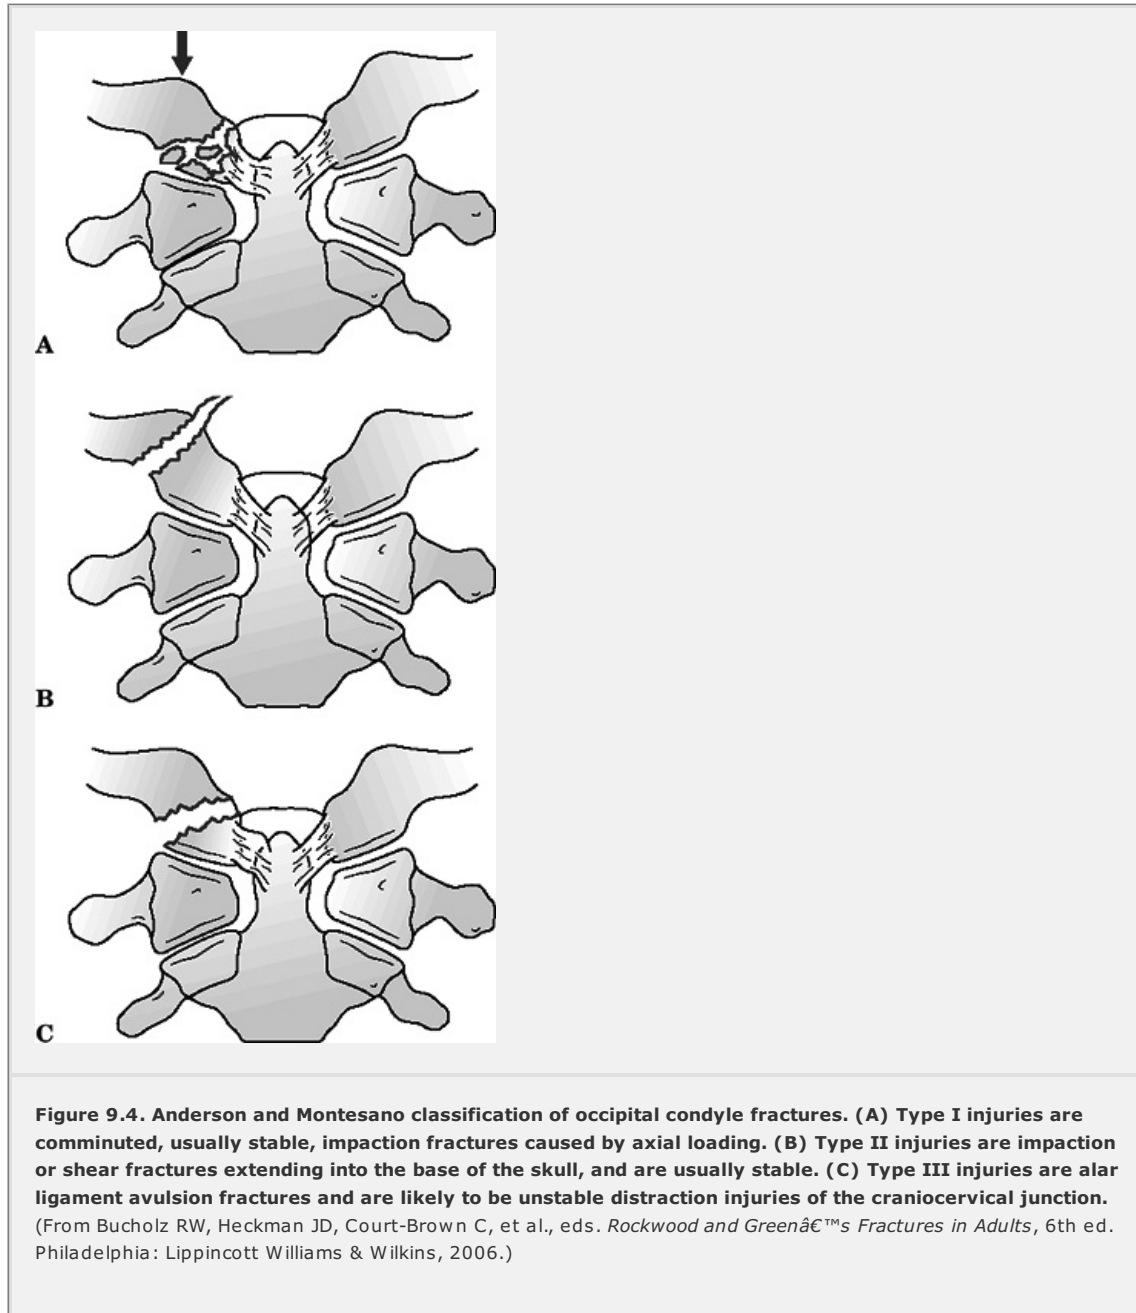 A
B
C
Figure 9.4. Anderson and Montesano classification of occipital condyle fractures. (A) Type I injuries are
comminuted, usually stable, impaction fractures caused by axial loading. (B) Type II injuries are impaction
or shear fractures extending into the base of the skull, and are usually stable. (C) Type III injuries are alar
ligament avulsion fractures and are likely to be unstable distraction injuries of the craniocervical junction.
(From Bucholz RW, Heckman JD, Court-Brown C, et al., eds. Rockwood and Greenâ€™s Fractures in Adults, 6th ed.
Philadelphia: Lippincott Williams & Wilkins, 2006.)